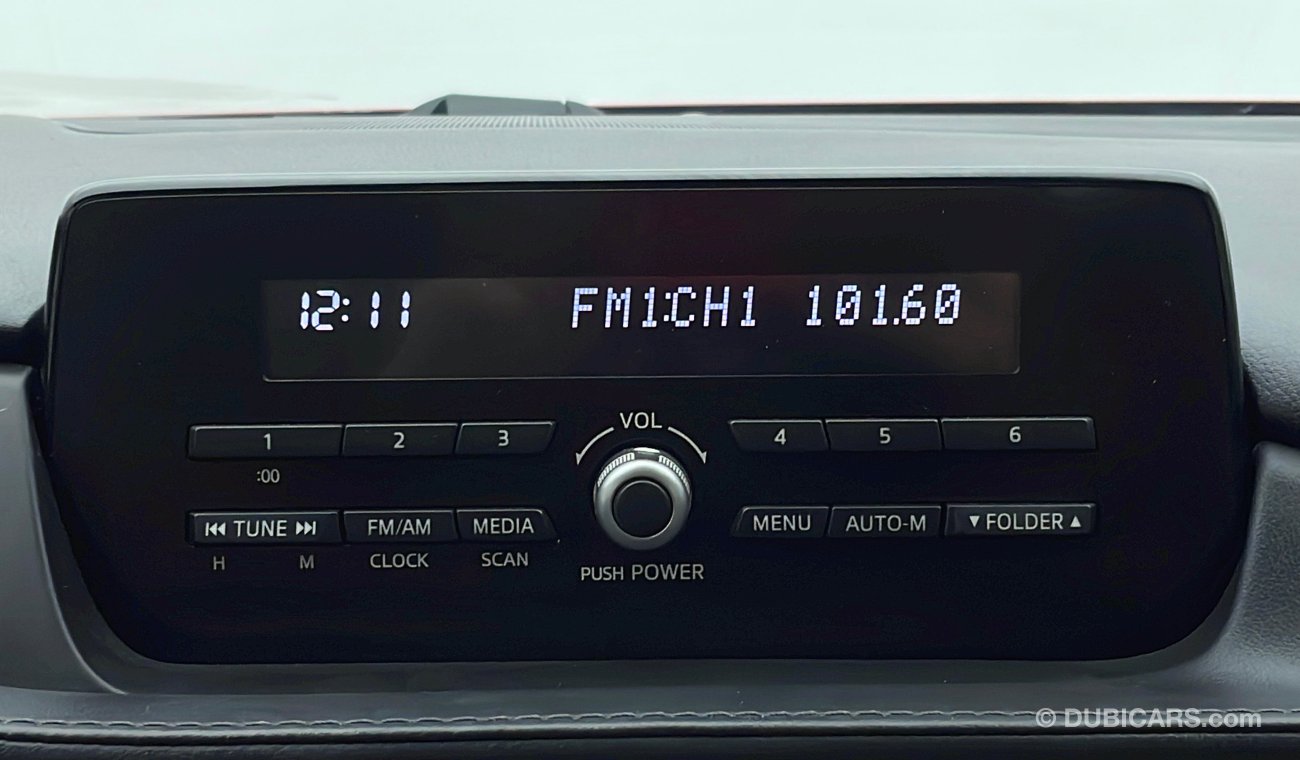 12:11 FM1:CH1 101.60
VOL
1 2 3 4 5 6
:00
⏮ TUNE ⏭ FM/AM MEDIA MENU AUTO-M ▼FOLDER▲
H M CLOCK SCAN
PUSH POWER
© DUBICARS.com